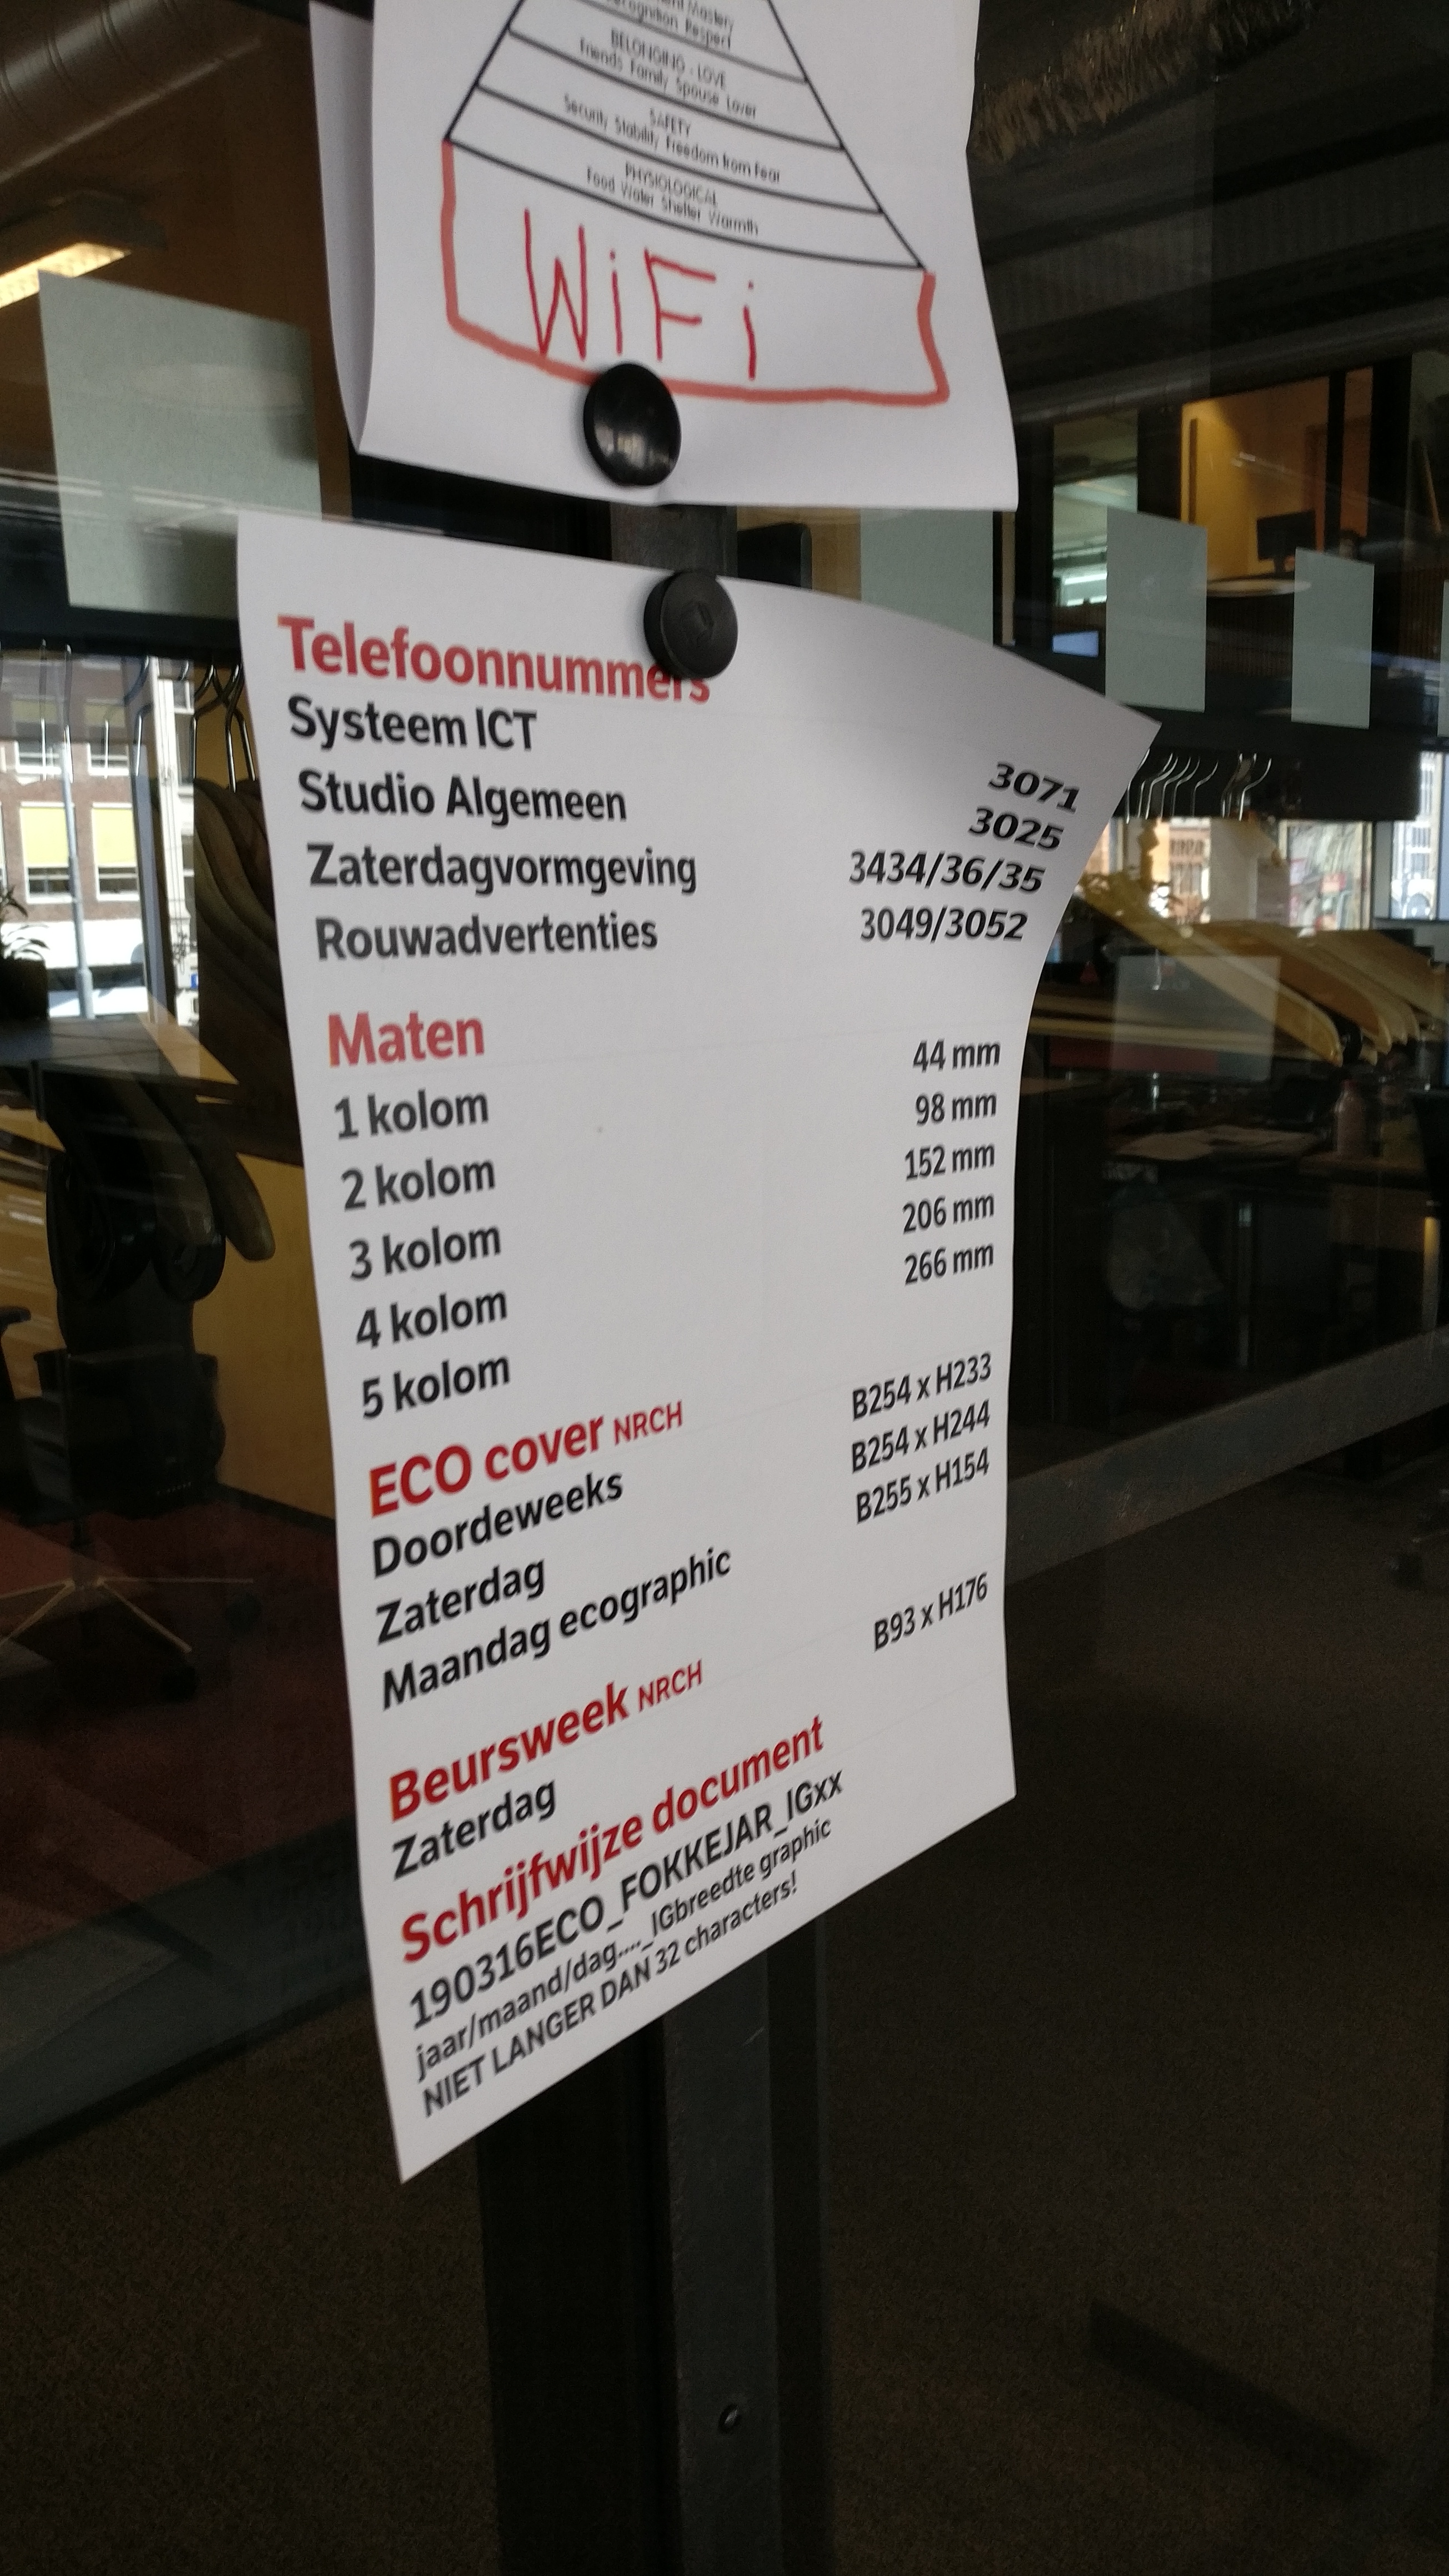 Recognition Respect
BELONGING - LOVE
Friends Family Spouse Lover
SAFETY
Security Stability Freedom from Fear
PHYSIOLOGICAL
Food Water Shelter Warmth
WiFi
Telefoonnummers
Systeem ICT 3071
Studio Algemeen 3025
Zaterdagvormgeving 3434/36/35
Rouwadvertenties 3049/3052
Maten
1 kolom 44 mm
2 kolom 98 mm
3 kolom 152 mm
4 kolom 206 mm
5 kolom 266 mm
ECO cover NRCH
Doordeweeks B254 x H233
Zaterdag B254 x H244
Maandag ecographic B255 x H154
Beursweek NRCH
Zaterdag B93 x H176
Schrijfwijze document
190316ECO_FOKKEJAR_IGxx
jaar/maand/dag...._IGbreedte graphic
NIET LANGER DAN 32 characters!